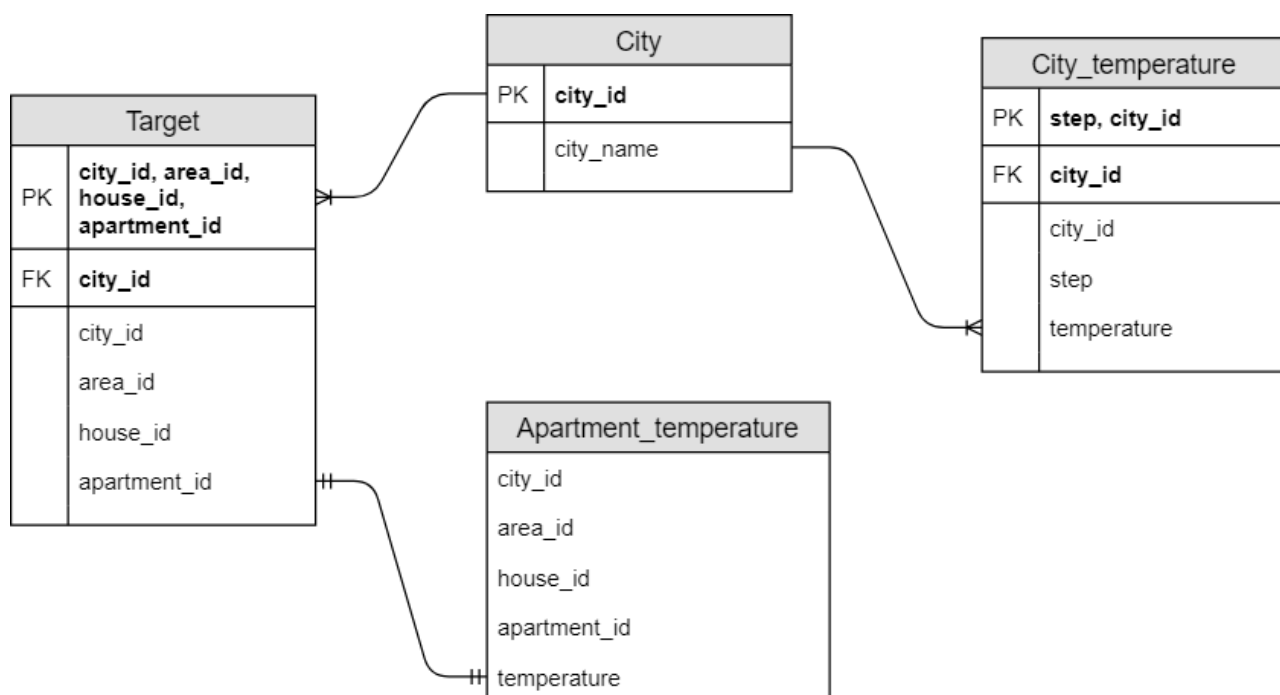 City
PK city_id
city_name
City_temperature
PK step, city_id
FK city_id
city_id
step
temperature
Target
PK city_id, area_id,
house_id,
apartment_id
FK city_id
city_id
area_id
house_id
apartment_id
Apartment_temperature
city_id
area_id
house_id
apartment_id
temperature